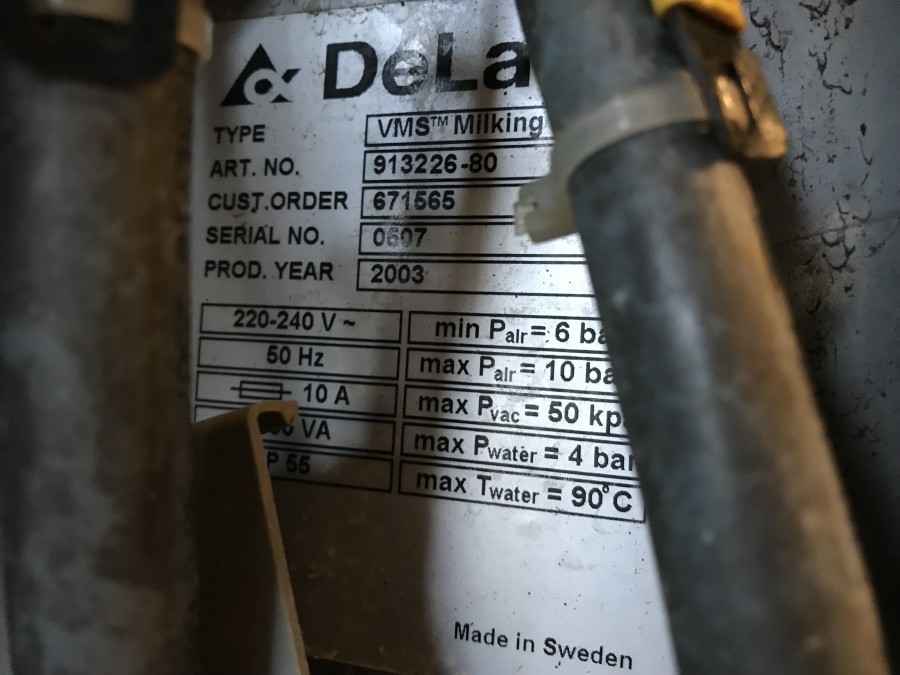 DeLa
TYPE VMS™ Milking
ART. NO. 913226-80
CUST.ORDER 671565
SERIAL NO. 0607
PROD. YEAR 2003
220-240 V ~ min Pair = 6 ba
50 Hz max Pair = 10 ba
10 A max Pvac = 50 kp
VA max Pwater = 4 bar
P 55 max Twater = 90°C
Made in Sweden